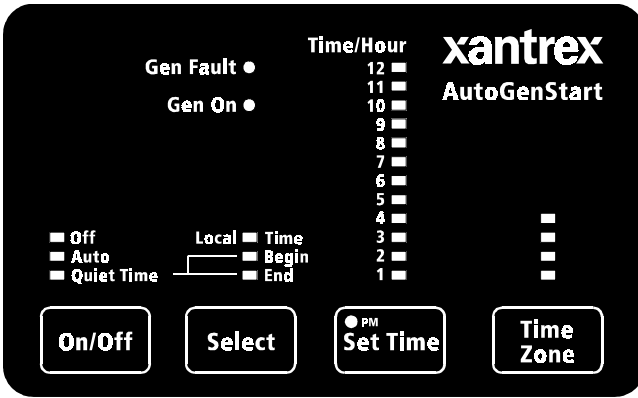 xantrex
AutoGenStart
Gen Fault
Gen On
Time/Hour
12
11
10
9
8
7
6
5
4
3
2
1
Off
Auto
Quiet Time
Local Time
Begin
End
On/Off
Select
PM
Set Time
Time
Zone